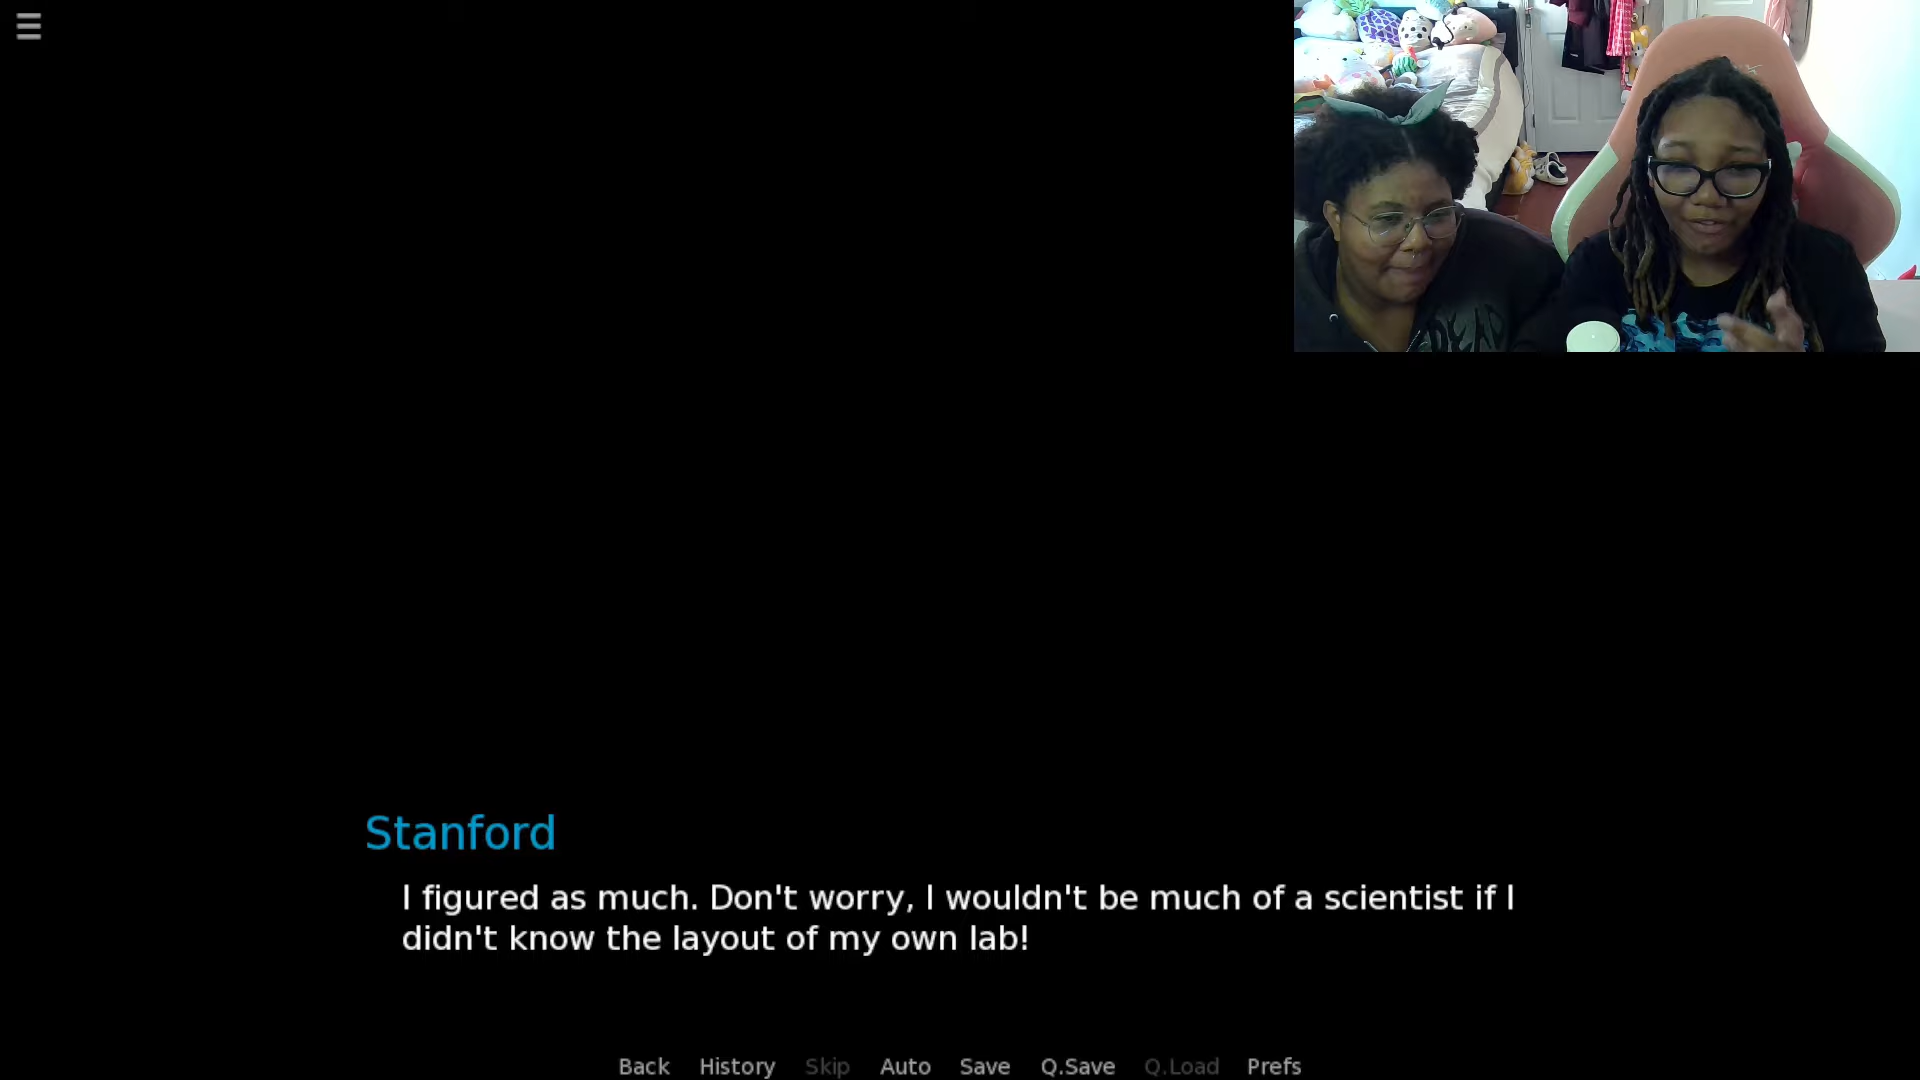 Stanford
I figured as much. Don't worry, I wouldn't be much of a scientist if I
didn't know the layout of my own lab!
Back History Skip Auto Save Q.Save Q.Load Prefs
DEAD